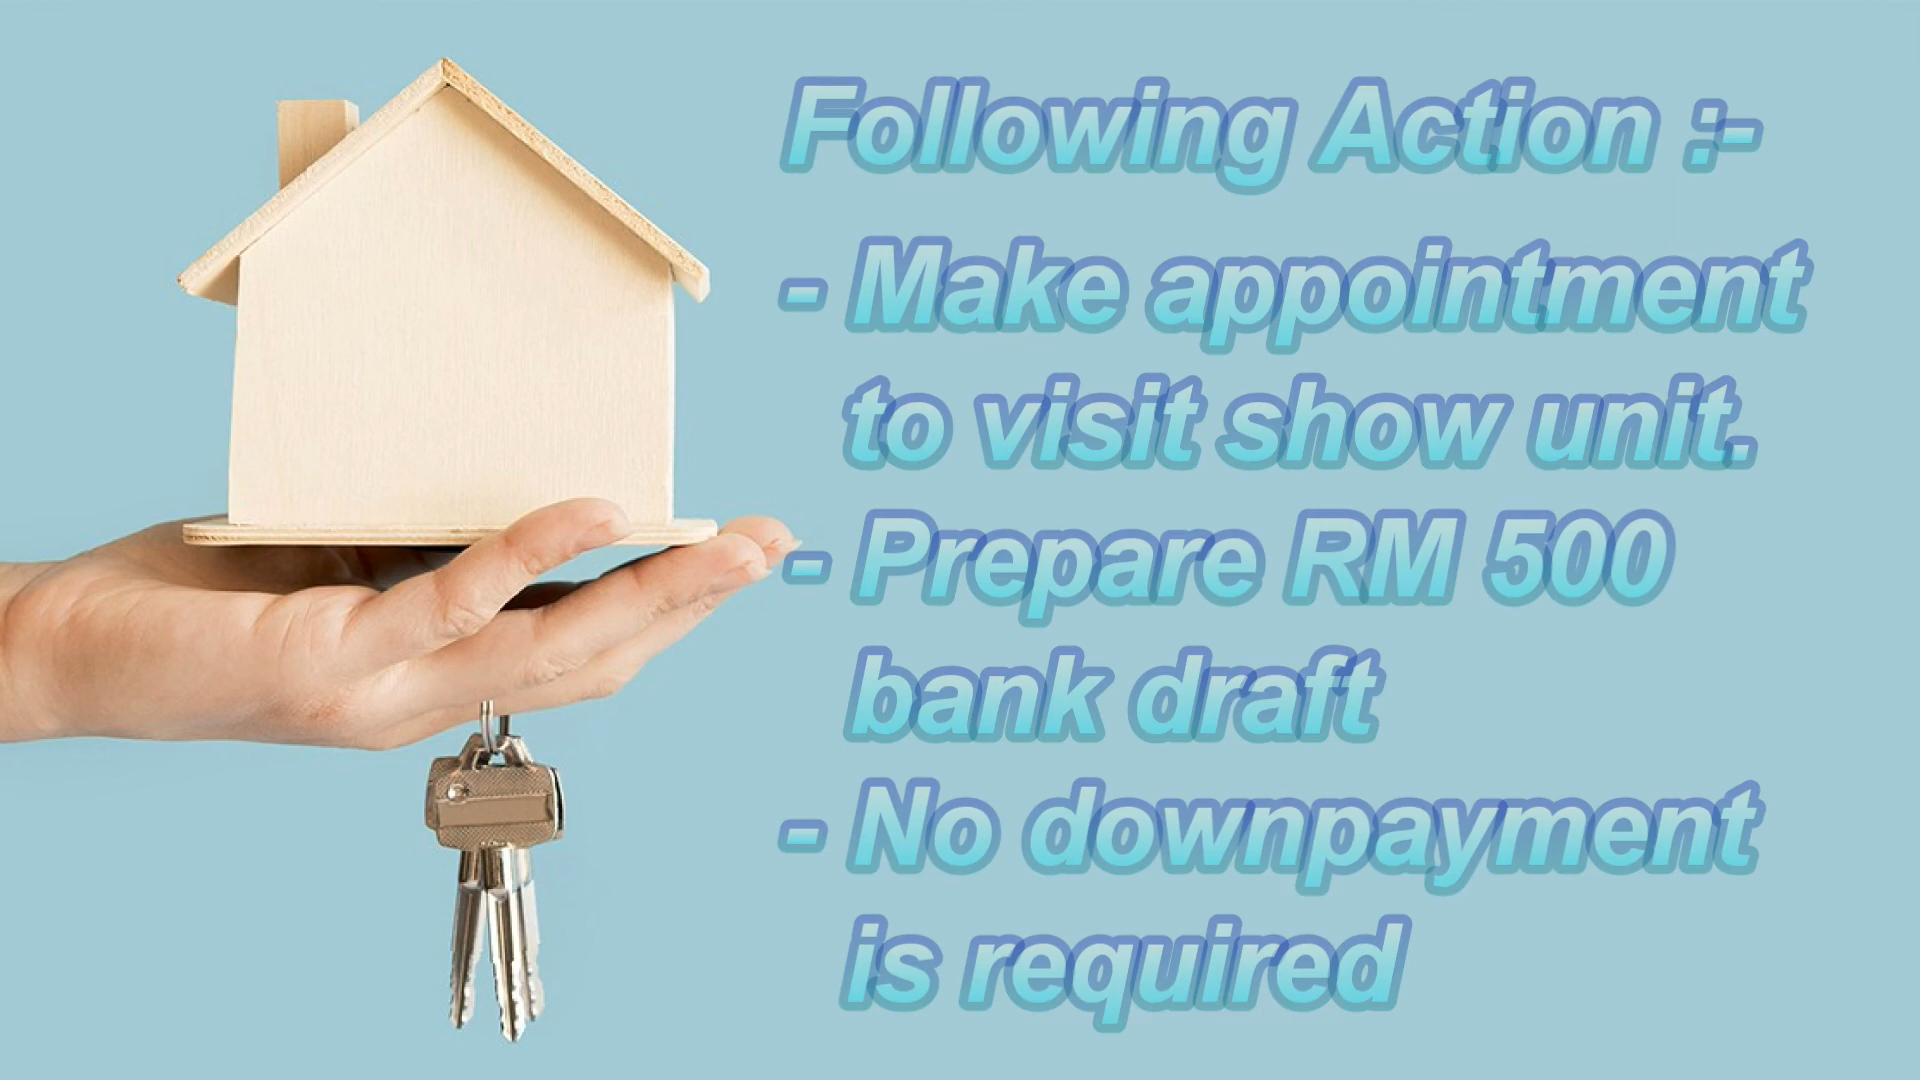 Following Action :-
- Make appointment
to visit show unit.
- Prepare RM 500
bank draft
- No downpayment
is required